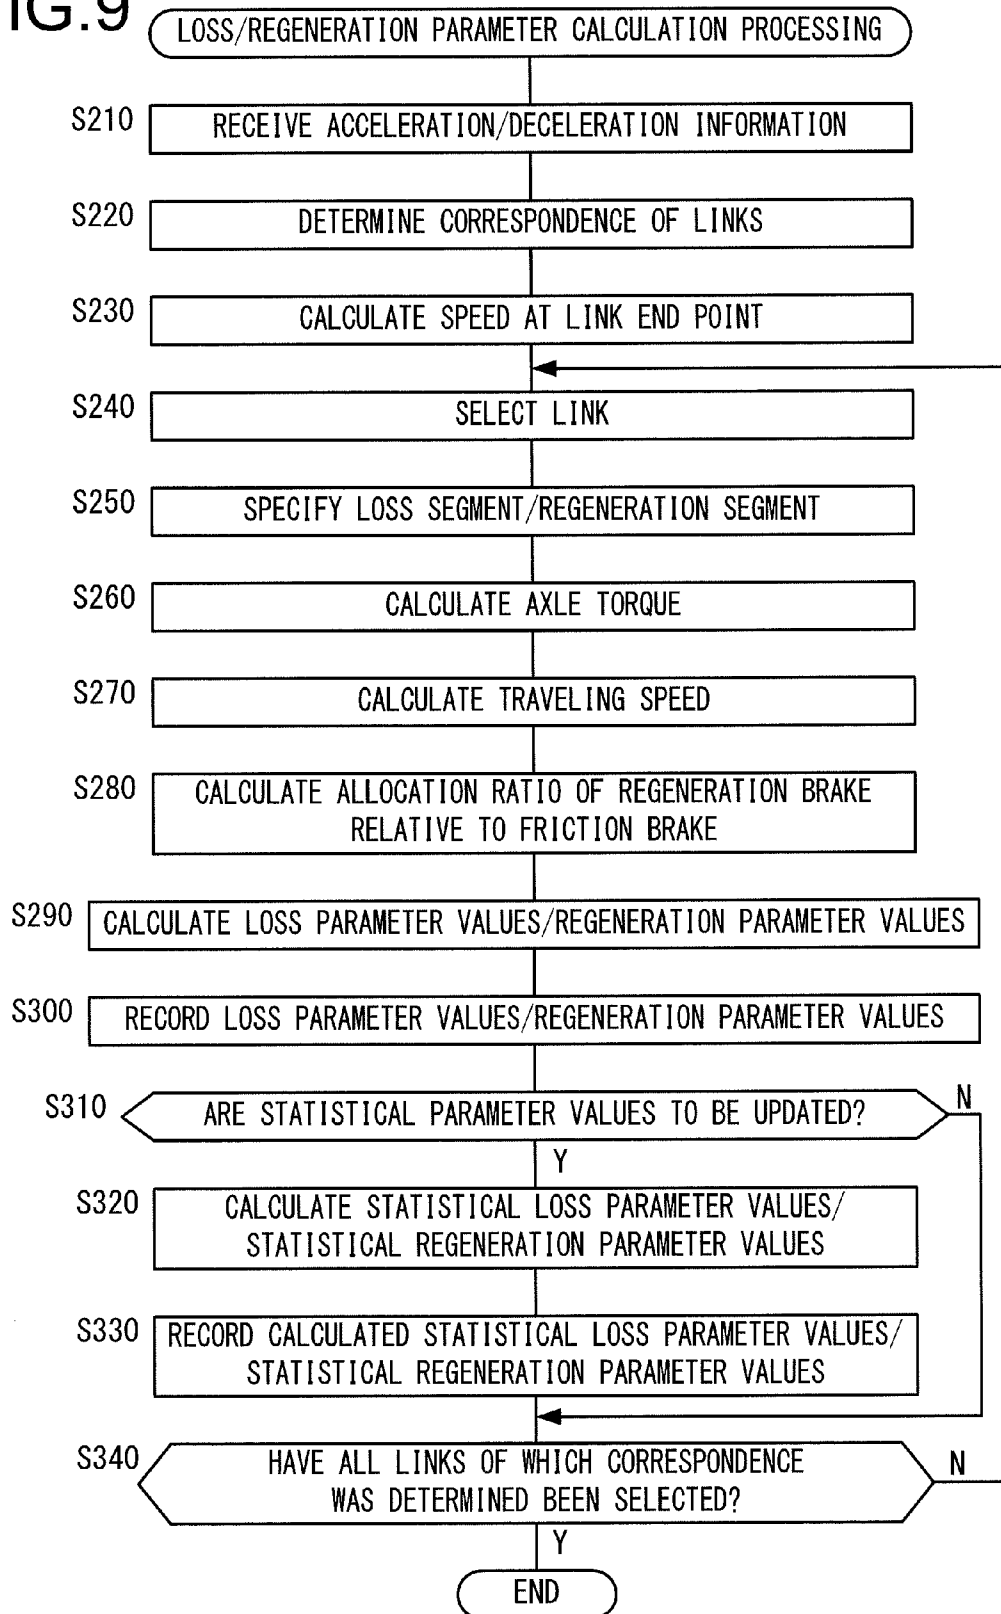 IG.9
LOSS/REGENERATION PARAMETER CALCULATION PROCESSING
S210
RECEIVE ACCELERATION/DECELERATION INFORMATION
S220
DETERMINE CORRESPONDENCE OF LINKS
S230
CALCULATE SPEED AT LINK END POINT
S240
SELECT LINK
S250
SPECIFY LOSS SEGMENT/REGENERATION SEGMENT
S260
CALCULATE AXLE TORQUE
S270
CALCULATE TRAVELING SPEED
S280
CALCULATE ALLOCATION RATIO OF REGENERATION BRAKE
RELATIVE TO FRICTION BRAKE
S290
CALCULATE LOSS PARAMETER VALUES/REGENERATION PARAMETER VALUES
S300
RECORD LOSS PARAMETER VALUES/REGENERATION PARAMETER VALUES
S310
ARE STATISTICAL PARAMETER VALUES TO BE UPDATED?
N
Y
S320
CALCULATE STATISTICAL LOSS PARAMETER VALUES/
STATISTICAL REGENERATION PARAMETER VALUES
S330
RECORD CALCULATED STATISTICAL LOSS PARAMETER VALUES/
STATISTICAL REGENERATION PARAMETER VALUES
S340
HAVE ALL LINKS OF WHICH CORRESPONDENCE
WAS DETERMINED BEEN SELECTED?
N
Y
END